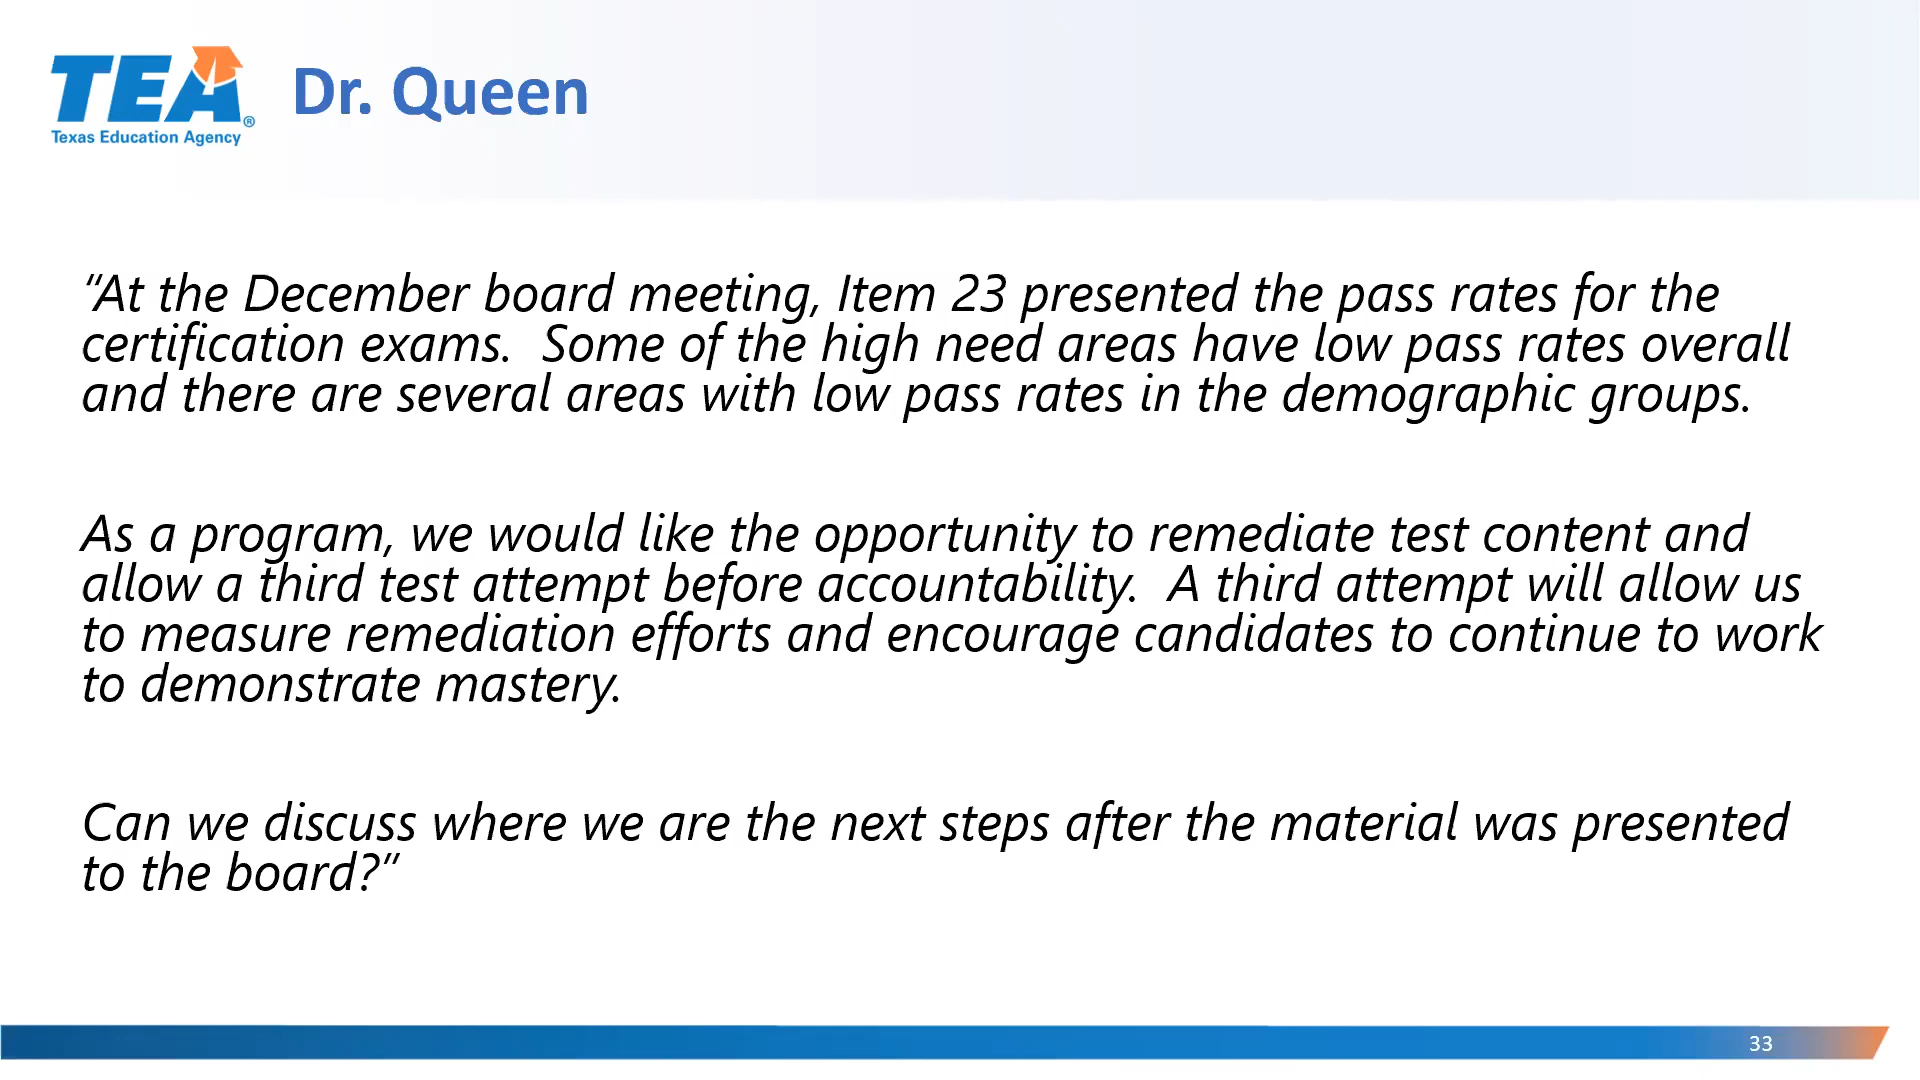 TEA®
Texas Education Agency
Dr. Queen
“At the December board meeting, Item 23 presented the pass rates for the
certification exams.  Some of the high need areas have low pass rates overall
and there are several areas with low pass rates in the demographic groups.
As a program, we would like the opportunity to remediate test content and
allow a third test attempt before accountability.  A third attempt will allow us
to measure remediation efforts and encourage candidates to continue to work
to demonstrate mastery.
Can we discuss where we are the next steps after the material was presented
to the board?”
33